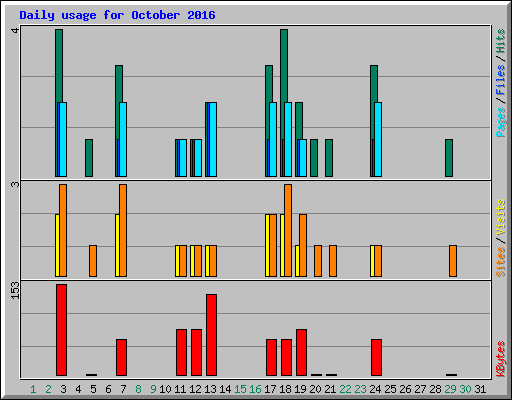 Daily usage for October 2016
4
3
153
Pages / Files / Hits
Sites / Visits
KBytes
1 2 3 4 5 6 7 8 9 10 11 12 13 14 15 16 17 18 19 20 21 22 23 24 25 26 27 28 29 30 31